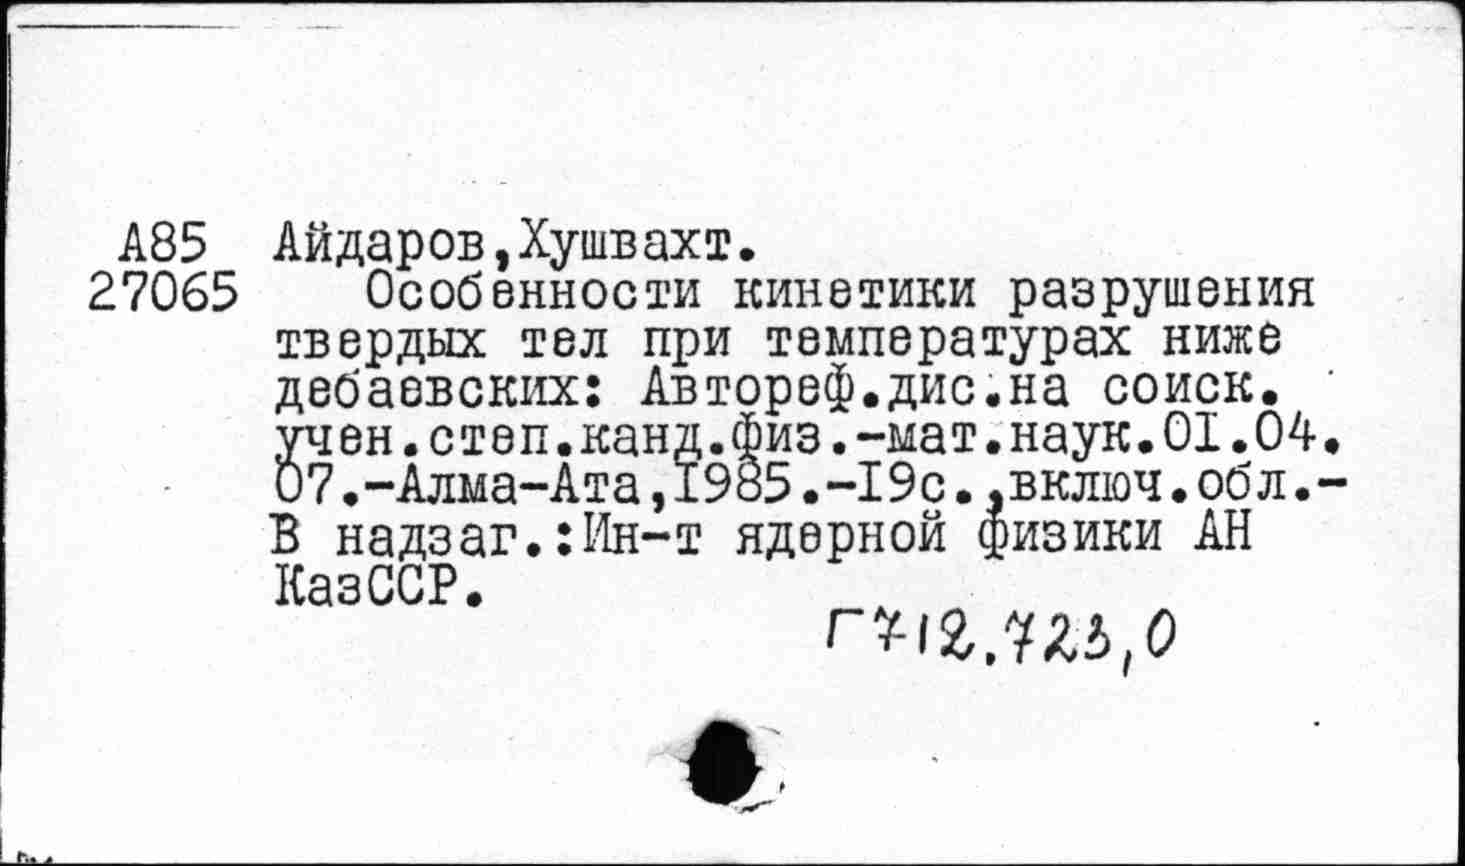 А85 Айдаров,Хушвахт.
27065 Особенности кинетики разрушения
твердых тел при температурах ниже
дебаевских: Автореф.дис.на соиск.
учен.степ.канд.физ.-мат.наук.01.04.
07.-Алма-Ата,1985.-19с.,включ.обл.-
В надзаг.:Ин-т ядерной физики АН
КазССР.
Г712.723,0